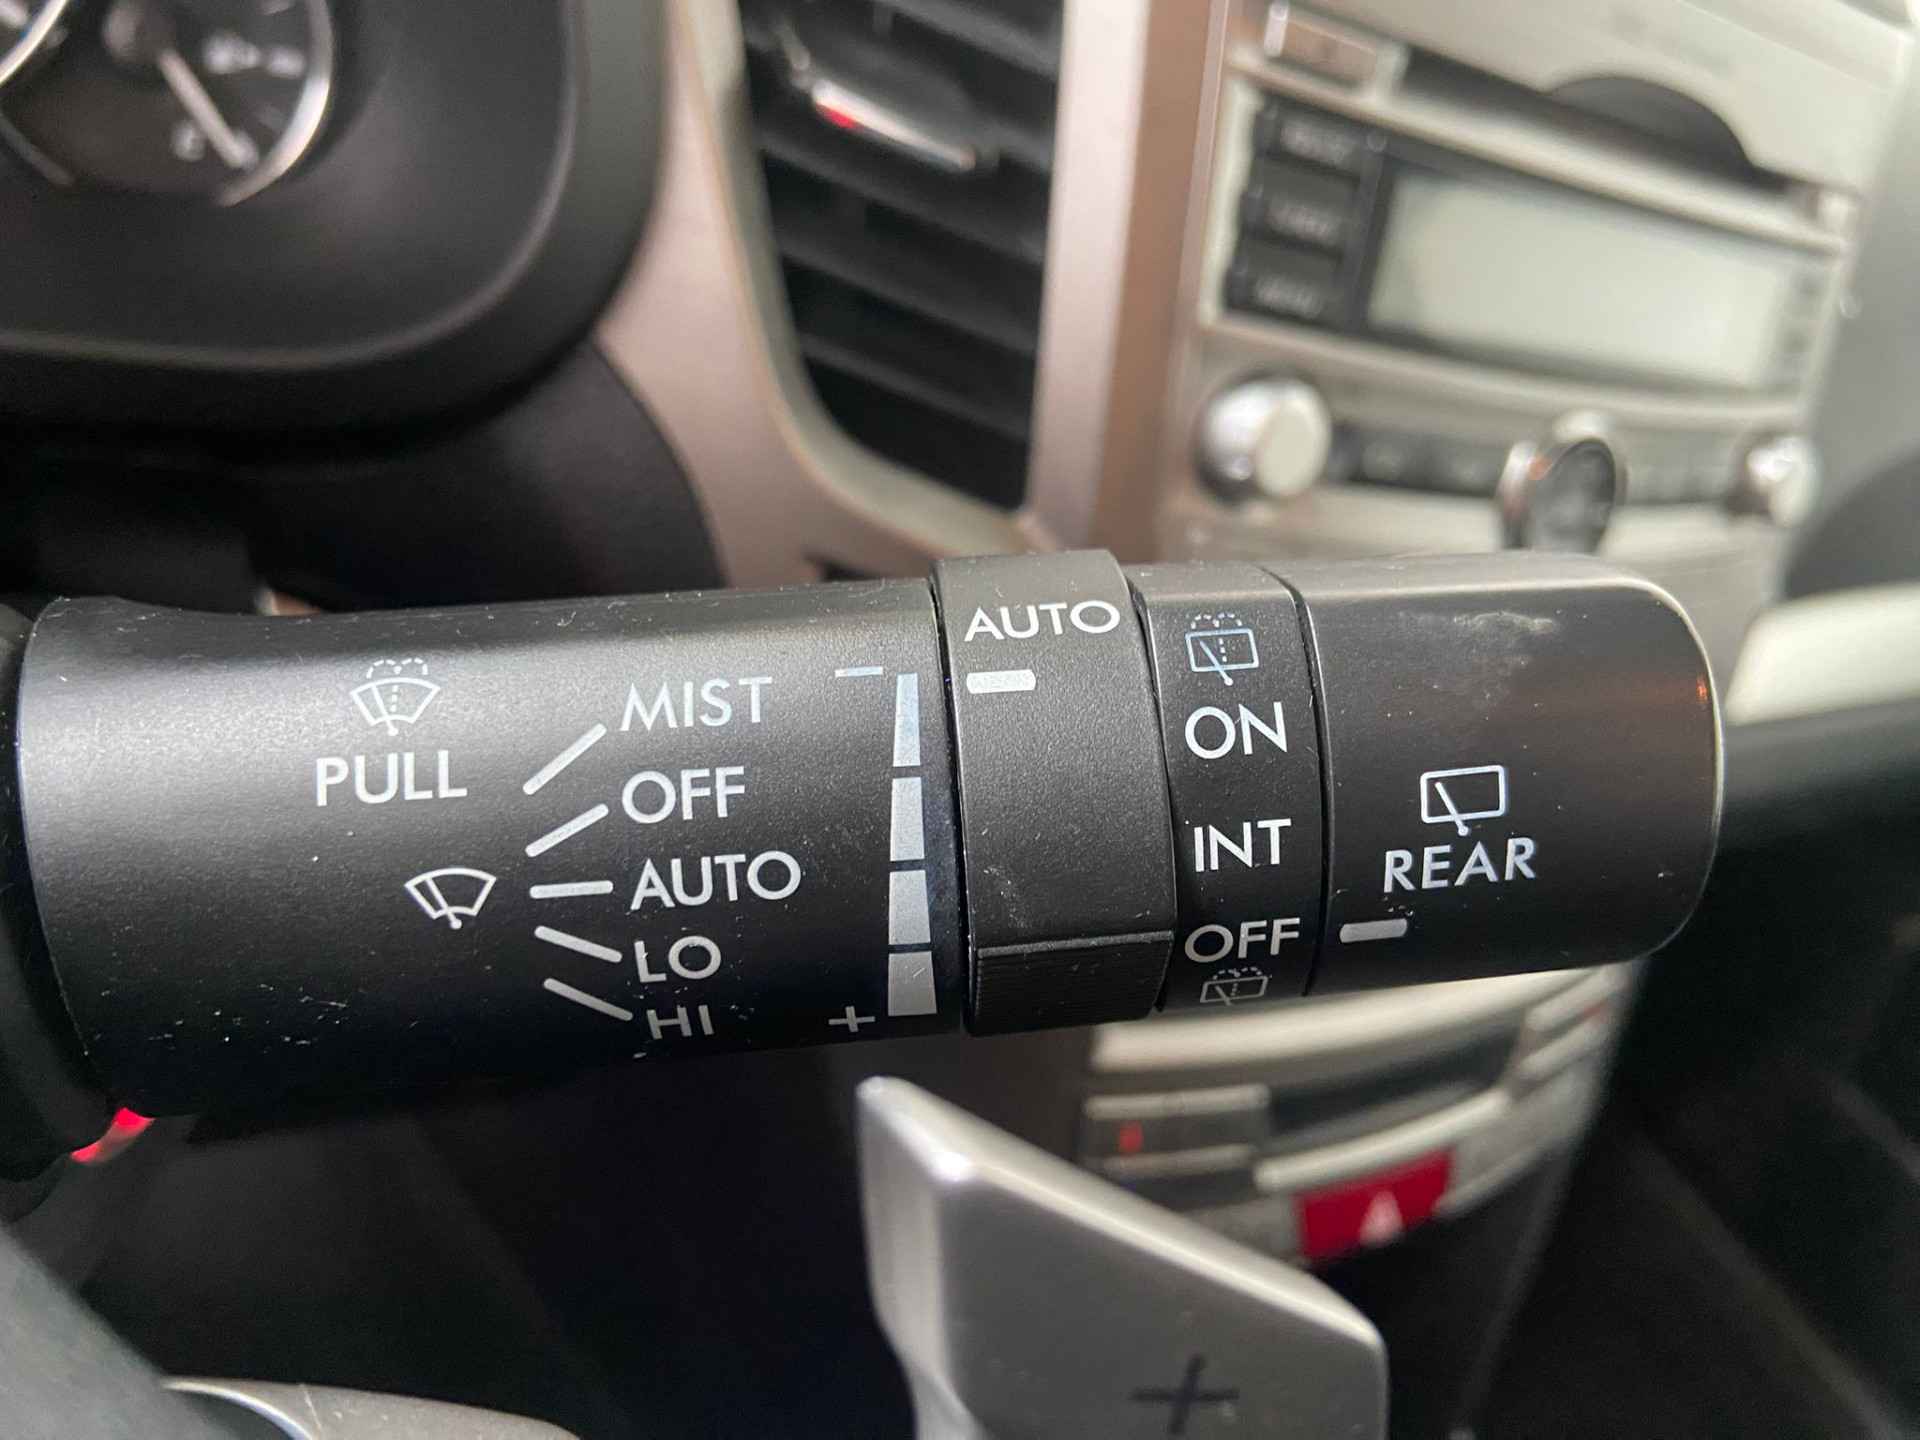 PULL
MIST
OFF
AUTO
LO
HI
−
+
AUTO
ON
INT
OFF
REAR
+